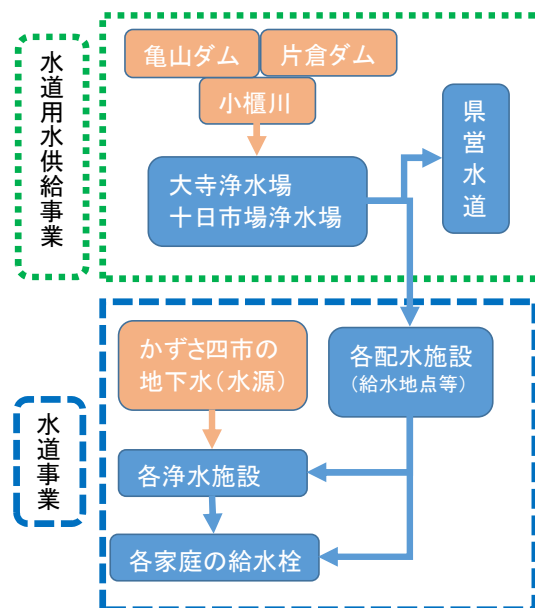 水道用水供給事業
亀山ダム
片倉ダム
小櫃川
大寺浄水場
十日市場浄水場
県営水道
水道事業
かずさ四市の
地下水(水源)
各配水施設
(給水地点等)
各浄水施設
各家庭の給水栓